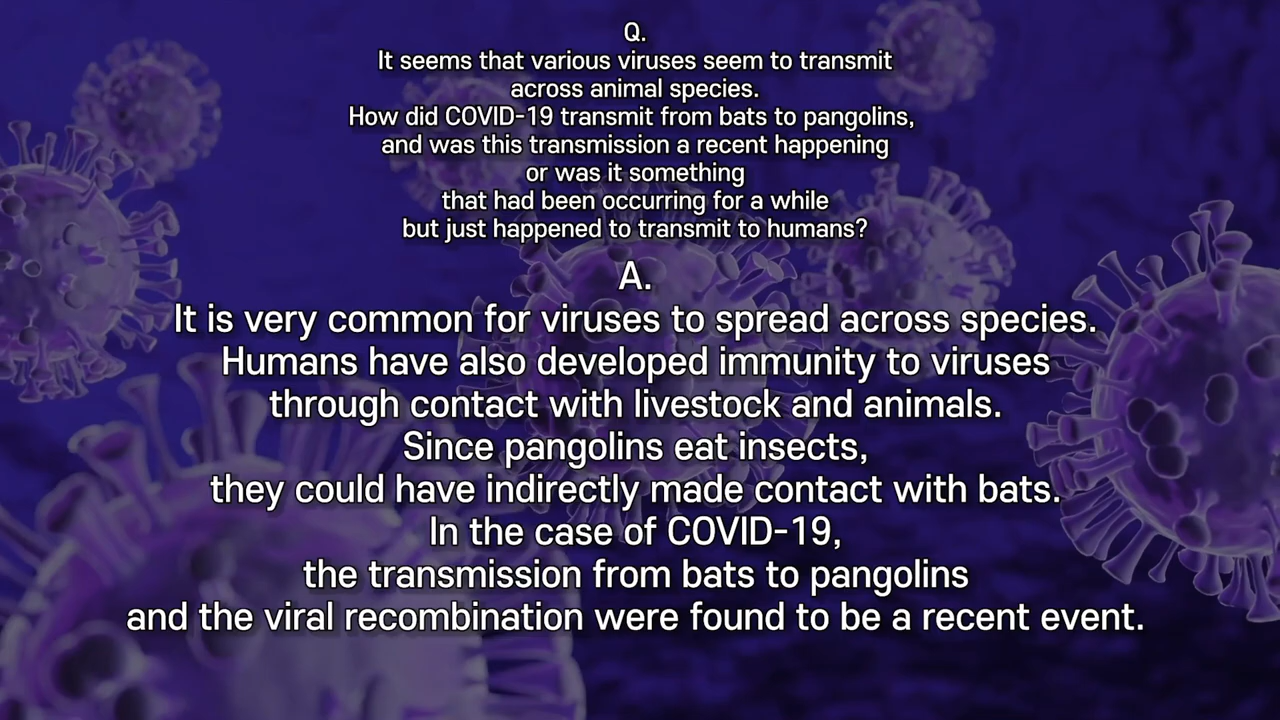 Q.
It seems that various viruses seem to transmit
across animal species.
How did COVID-19 transmit from bats to pangolins,
and was this transmission a recent happening
or was it something
that had been occurring for a while
but just happened to transmit to humans?
A.
It is very common for viruses to spread across species.
Humans have also developed immunity to viruses
through contact with livestock and animals.
Since pangolins eat insects,
they could have indirectly made contact with bats.
In the case of COVID-19,
the transmission from bats to pangolins
and the viral recombination were found to be a recent event.